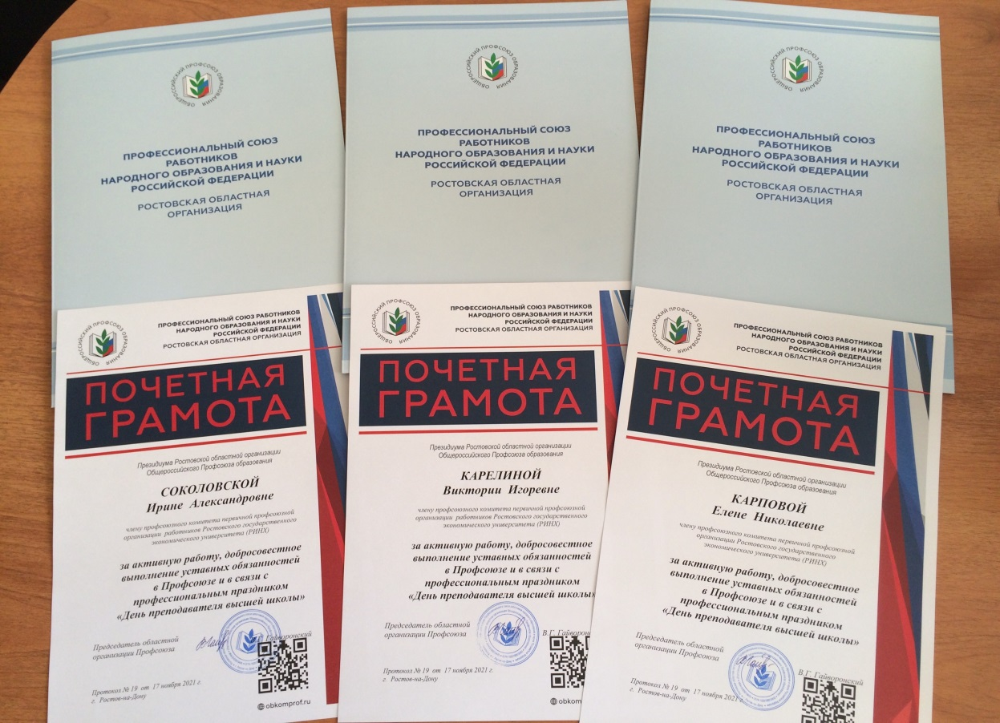 ОБЩЕРОССИЙСКИЙ ПРОФСОЮЗ ОБРАЗОВАНИЯ
ПРОФЕССИОНАЛЬНЫЙ СОЮЗ
РАБОТНИКОВ
НАРОДНОГО ОБРАЗОВАНИЯ И НАУКИ
РОССИЙСКОЙ ФЕДЕРАЦИИ
РОСТОВСКАЯ ОБЛАСТНАЯ
ОРГАНИЗАЦИЯ
ОБЩЕРОССИЙСКИЙ ПРОФСОЮЗ ОБРАЗОВАНИЯ
ПРОФЕССИОНАЛЬНЫЙ СОЮЗ
РАБОТНИКОВ
НАРОДНОГО ОБРАЗОВАНИЯ И НАУКИ
РОССИЙСКОЙ ФЕДЕРАЦИИ
РОСТОВСКАЯ ОБЛАСТНАЯ
ОРГАНИЗАЦИЯ
ОБЩЕРОССИЙСКИЙ ПРОФСОЮЗ ОБРАЗОВАНИЯ
ПРОФЕССИОНАЛЬНЫЙ СОЮЗ
РАБОТНИКОВ
НАРОДНОГО ОБРАЗОВАНИЯ И НАУКИ
РОССИЙСКОЙ ФЕДЕРАЦИИ
РОСТОВСКАЯ ОБЛАСТНАЯ
ОРГАНИЗАЦИЯ
ОБЩЕРОССИЙСКИЙ ПРОФСОЮЗ ОБРАЗОВАНИЯ
ПРОФЕССИОНАЛЬНЫЙ СОЮЗ РАБОТНИКОВ
НАРОДНОГО ОБРАЗОВАНИЯ И НАУКИ
РОССИЙСКОЙ ФЕДЕРАЦИИ
РОСТОВСКАЯ ОБЛАСТНАЯ ОРГАНИЗАЦИЯ
ПОЧЕТНАЯ
ГРАМОТА
Президиума Ростовской областной организации
Общероссийского Профсоюза образования
СОКОЛОВСКОЙ
Ирине Александровне
члену профсоюзного комитета первичной профсоюзной
организации работников Ростовского государственного
экономического университета (РИНХ)
за активную работу, добросовестное
выполнение уставных обязанностей
в Профсоюзе и в связи с
профессиональным праздником
«День преподавателя высшей школы»
Председатель областной
организации Профсоюза
Гайворонский
Протокол № 19 от 17 ноября 2021 г.
г. Ростов-на-Дону
obkomprof.ru
ОБЩЕРОССИЙСКИЙ ПРОФСОЮЗ ОБРАЗОВАНИЯ
ПРОФЕССИОНАЛЬНЫЙ СОЮЗ РАБОТНИКОВ
НАРОДНОГО ОБРАЗОВАНИЯ И НАУКИ
РОССИЙСКОЙ ФЕДЕРАЦИИ
РОСТОВСКАЯ ОБЛАСТНАЯ ОРГАНИЗАЦИЯ
ПОЧЕТНАЯ
ГРАМОТА
Президиума Ростовской областной организации
Общероссийского Профсоюза образования
КАРЕЛИНОЙ
Виктории Игоревне
члену профсоюзного комитета первичной профсоюзной
организации работников Ростовского государственного
экономического университета (РИНХ)
за активную работу, добросовестное
выполнение уставных обязанностей
в Профсоюзе и в связи с
профессиональным праздником
«День преподавателя высшей школы»
Председатель областной
организации Профсоюза
В.Г. Гайворон
Протокол № 19 от 17 ноября 2021 г.
г. Ростов-на-Дону
obkom
ОБЩЕРОССИЙСКИЙ ПРОФСОЮЗ ОБРАЗОВАНИЯ
ПРОФЕССИОНАЛЬНЫЙ СОЮЗ РАБОТНИКОВ
НАРОДНОГО ОБРАЗОВАНИЯ И НАУКИ
РОССИЙСКОЙ ФЕДЕРАЦИИ
РОСТОВСКАЯ ОБЛАСТНАЯ ОРГАНИЗАЦИЯ
ПОЧЕТНАЯ
ГРАМОТА
Президиума Ростовской областной организации
Общероссийского Профсоюза образования
КАРПОВОЙ
Елене Николаевне
члену профсоюзного комитета первичной профсоюзной
организации Ростовского государственного
экономического университета (РИНХ)
за активную работу, добросовестное
выполнение уставных обязанностей
в Профсоюзе и в связи с
профессиональным праздником
«День преподавателя высшей школы»
Председатель областной
организации Профсоюза
В.Г. Гайворонский
Протокол № 19 от 17 ноября 2021
г. Ростов-на-Дону